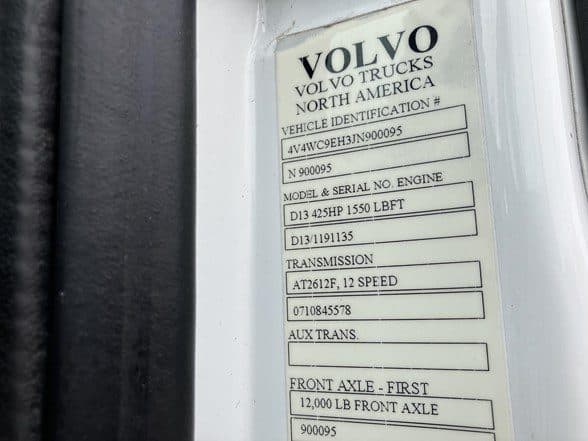 VOLVO
VOLVO TRUCKS
NORTH AMERICA
VEHICLE IDENTIFICATION #
4V4WC9EH3JN900095
N 900095
MODEL & SERIAL NO. ENGINE
D13 425HP 1550 LBFT
D13/1191135
TRANSMISSION
AT2612F, 12 SPEED
0710845578
AUX TRANS.
FRONT AXLE - FIRST
12,000 LB FRONT AXLE
900095